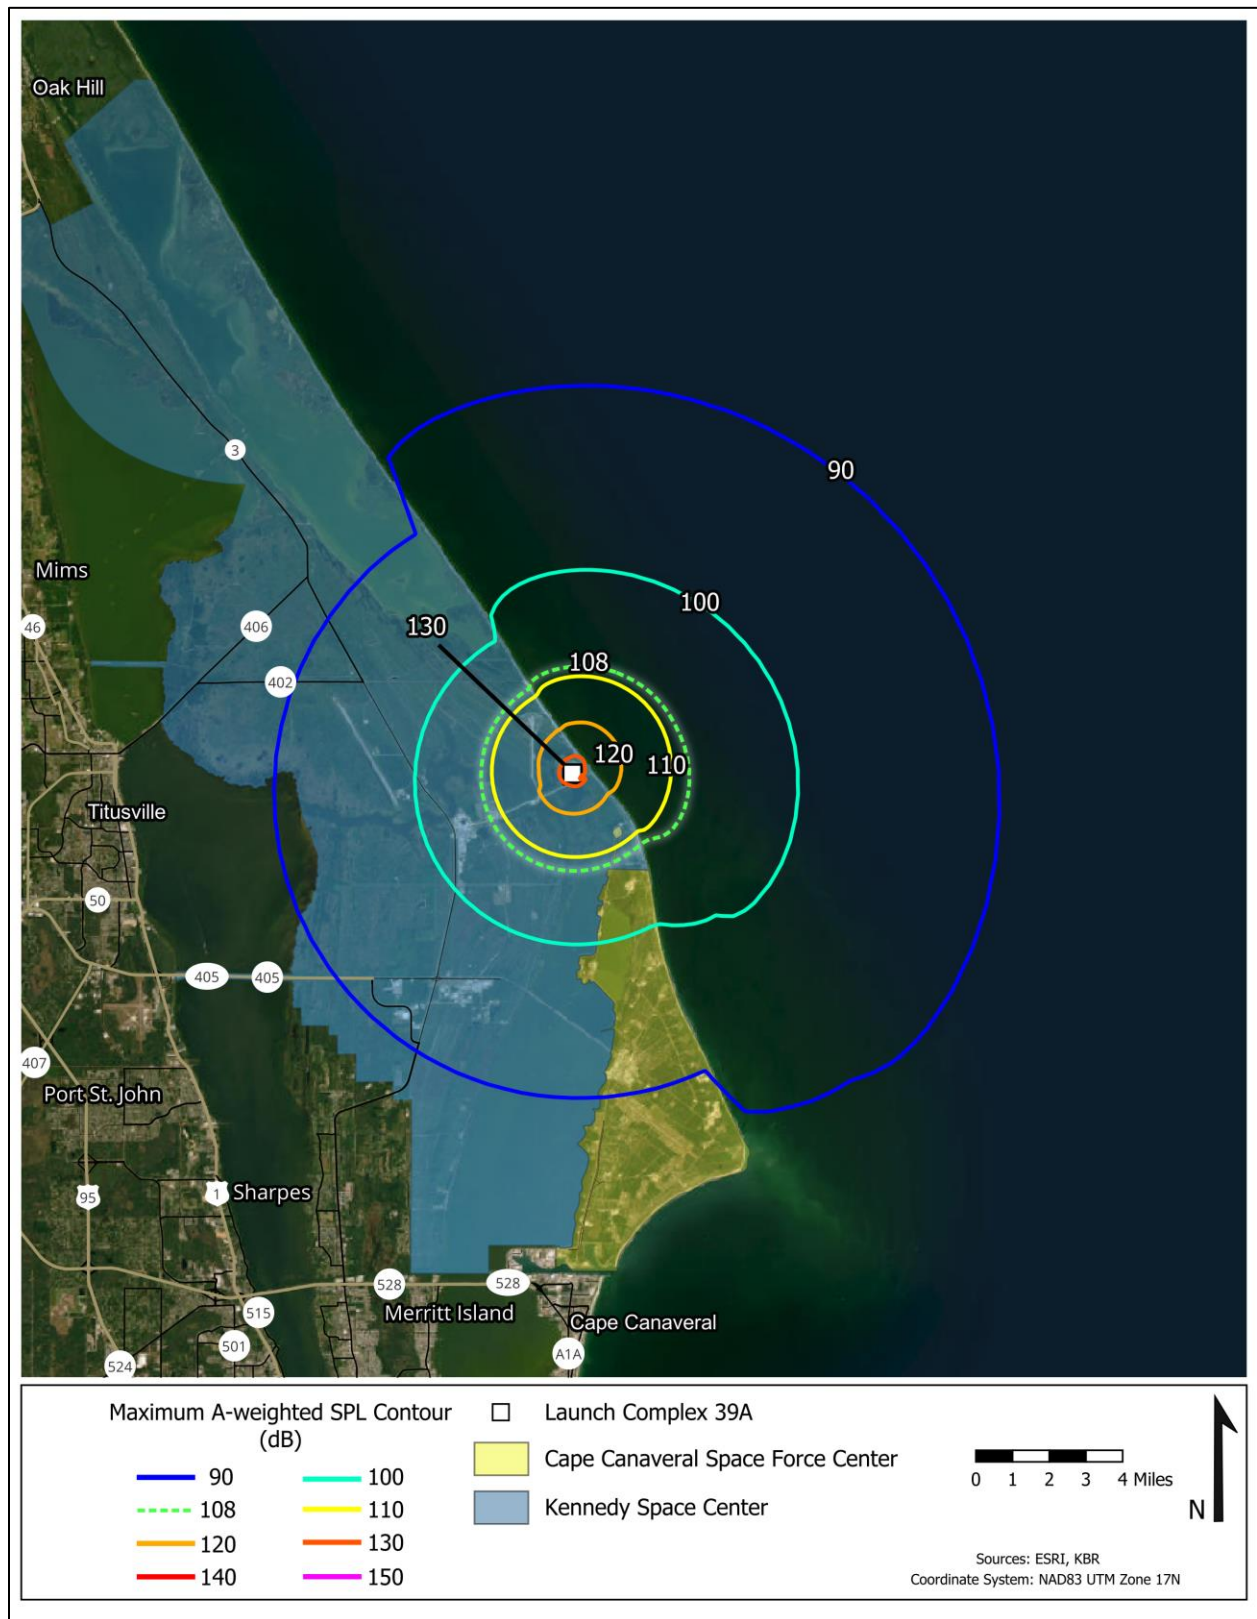 Oak Hill
3
90
Mims
46
406
100
130
402
108
120
110
Titusville
50
405
405
407
Port St. John
95
1
Sharpes
528
528
515
Merritt Island
Cape Canaveral
501
A1A
524
Maximum A-weighted SPL Contour
(dB)
90
100
108
110
120
130
140
150
Launch Complex 39A
Cape Canaveral Space Force Center
Kennedy Space Center
0 1 2 3 4 Miles
N
Sources: ESRI, KBR
Coordinate System: NAD83 UTM Zone 17N